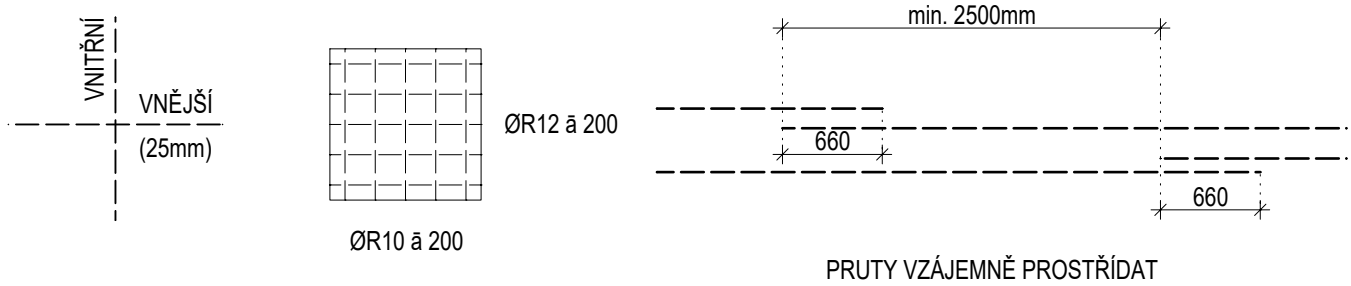 VNITŘNÍ
VNĚJŠÍ
(25mm)
ØR12 ā 200
ØR10 ā 200
min. 2500mm
660
660
PRUTY VZÁJEMNĚ PROSTŘÍDAT